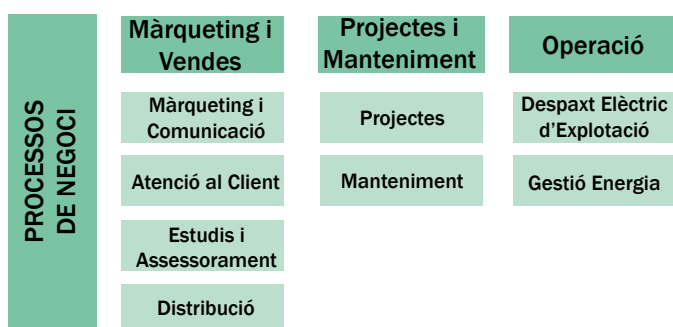 PROCESSOS
DE NEGOCI
Màrqueting i
Vendes
Màrqueting i
Comunicació
Atenció al Client
Estudis i
Assessorament
Distribució
Projectes i
Manteniment
Projectes
Manteniment
Operació
Despaxt Elèctric
d’Explotació
Gestió Energia